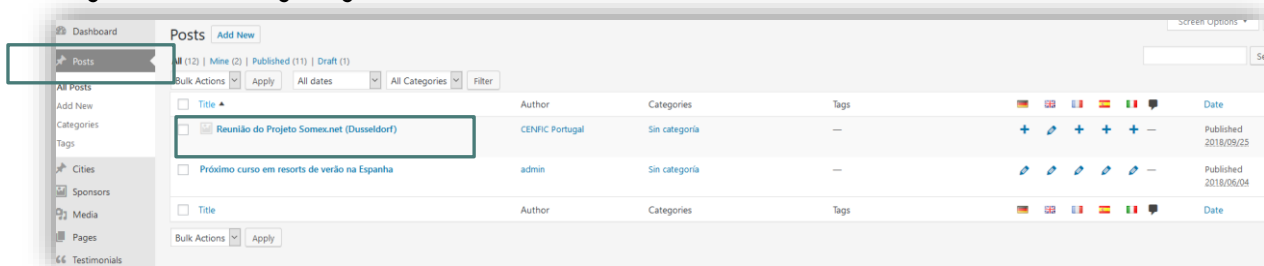 Screen Options
Dashboard
Posts Add New
Posts
All (12) | Mine (2) | Published (11) | Draft (1)
Bulk Actions Apply All dates All Categories Filter
All Posts
Add New
Title Author Categories Tags Date
Categories
Reunião do Projeto Somex.net (Dusseldorf) CENFIC Portugal Sin categoría — — Published
2018/09/25
Tags
Cities
Próximo curso em resorts de verão na Espanha admin Sin categoría — — Published
2018/06/04
Sponsors
Media
Title Author Categories Tags Date
Pages
Bulk Actions Apply
Testimonials